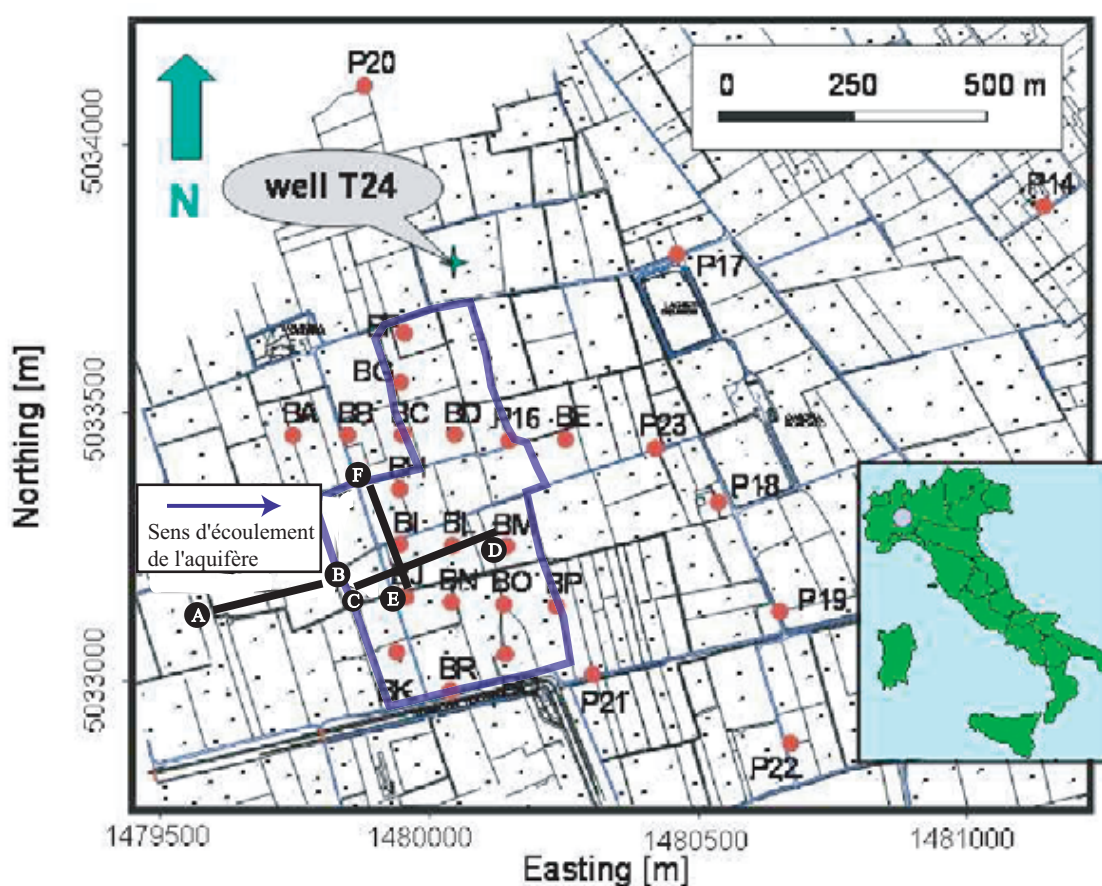 P20
0 250 500 m
5034000
well T24
N
P14
P17
BG
Northing [m]
5033500
BA BB BC BD P16 BE P23
F
P18
Sens d'écoulement
de l'aquifère
BI BL BM
D
B
A C E BN BO BP P19
5033000
BK BR
P21
P22
1479500 1480000 1480500 1481000
Easting [m]